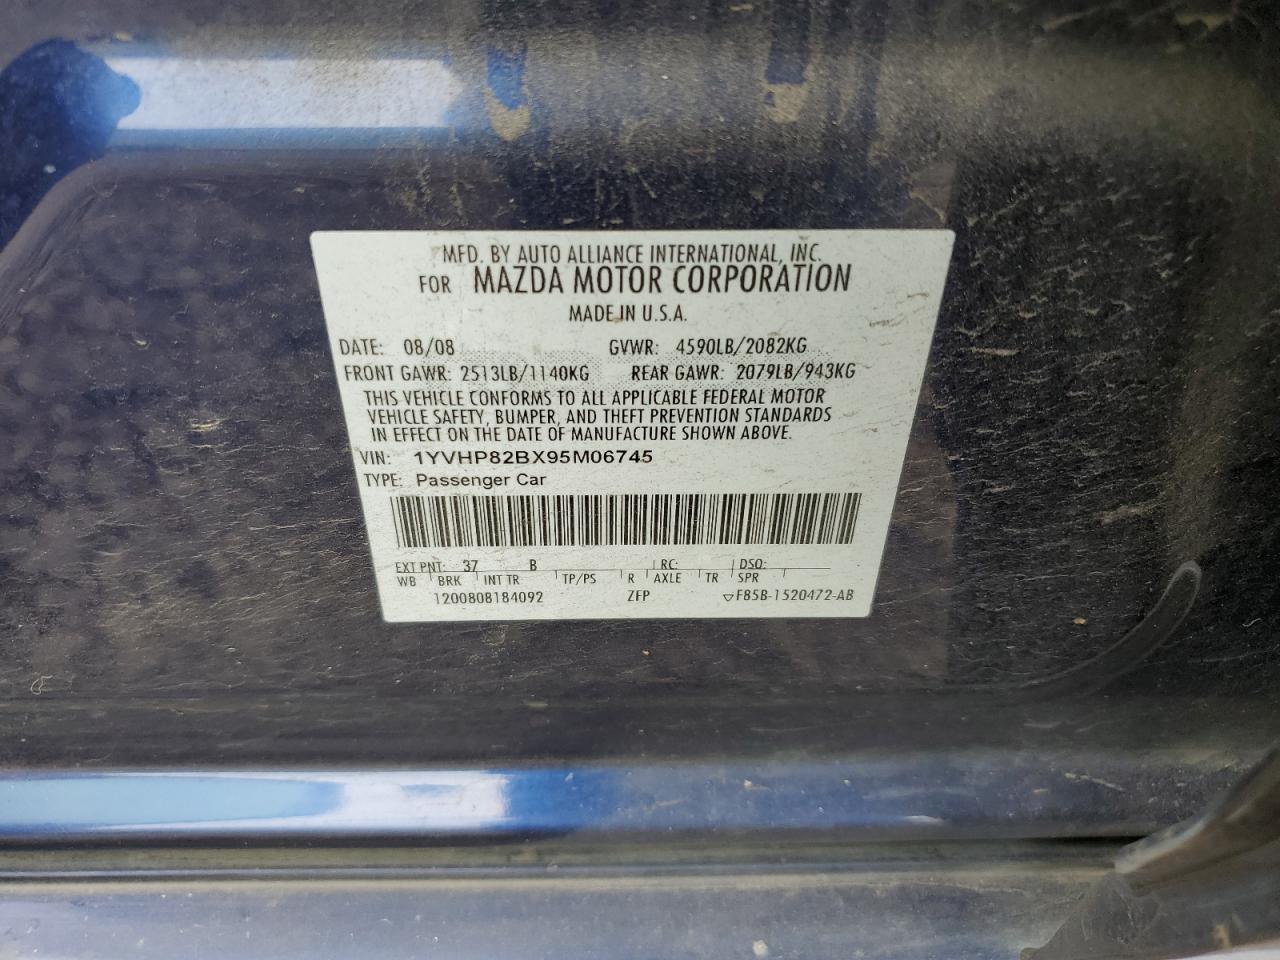 MFD. BY AUTO ALLIANCE INTERNATIONAL, INC.
FOR MAZDA MOTOR CORPORATION
MADE IN U.S.A.
DATE: 08/08 GVWR: 4590LB/2082KG
FRONT GAWR: 2513LB/1140KG REAR GAWR: 2079LB/943KG
THIS VEHICLE CONFORMS TO ALL APPLICABLE FEDERAL MOTOR
VEHICLE SAFETY, BUMPER, AND THEFT PREVENTION STANDARDS
IN EFFECT ON THE DATE OF MANUFACTURE SHOWN ABOVE.
VIN: 1YVHP82BX95M06745
TYPE: Passenger Car
EXT PNT: 37 B RC: DSO:
WB BRK INT TR TP/PS R AXLE TR SPR
1200808184092 ZFP ▽F85B-1520472-AB